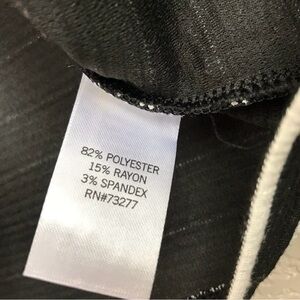 82% POLYESTER
15% RAYON
3% SPANDEX
RN#73277